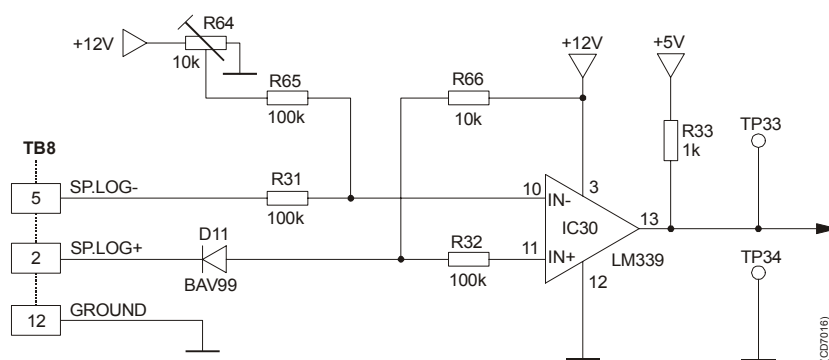 R64
+12V
10k
+12V
+5V
R65
100k
R66
10k
R33
1k
TP33
TB8
5
SP.LOG-
R31
100k
10
IN-
3
IC30
13
2
SP.LOG+
D11
BAV99
R32
100k
11
IN+
12
LM339
TP34
12
GROUND
(CD7016)